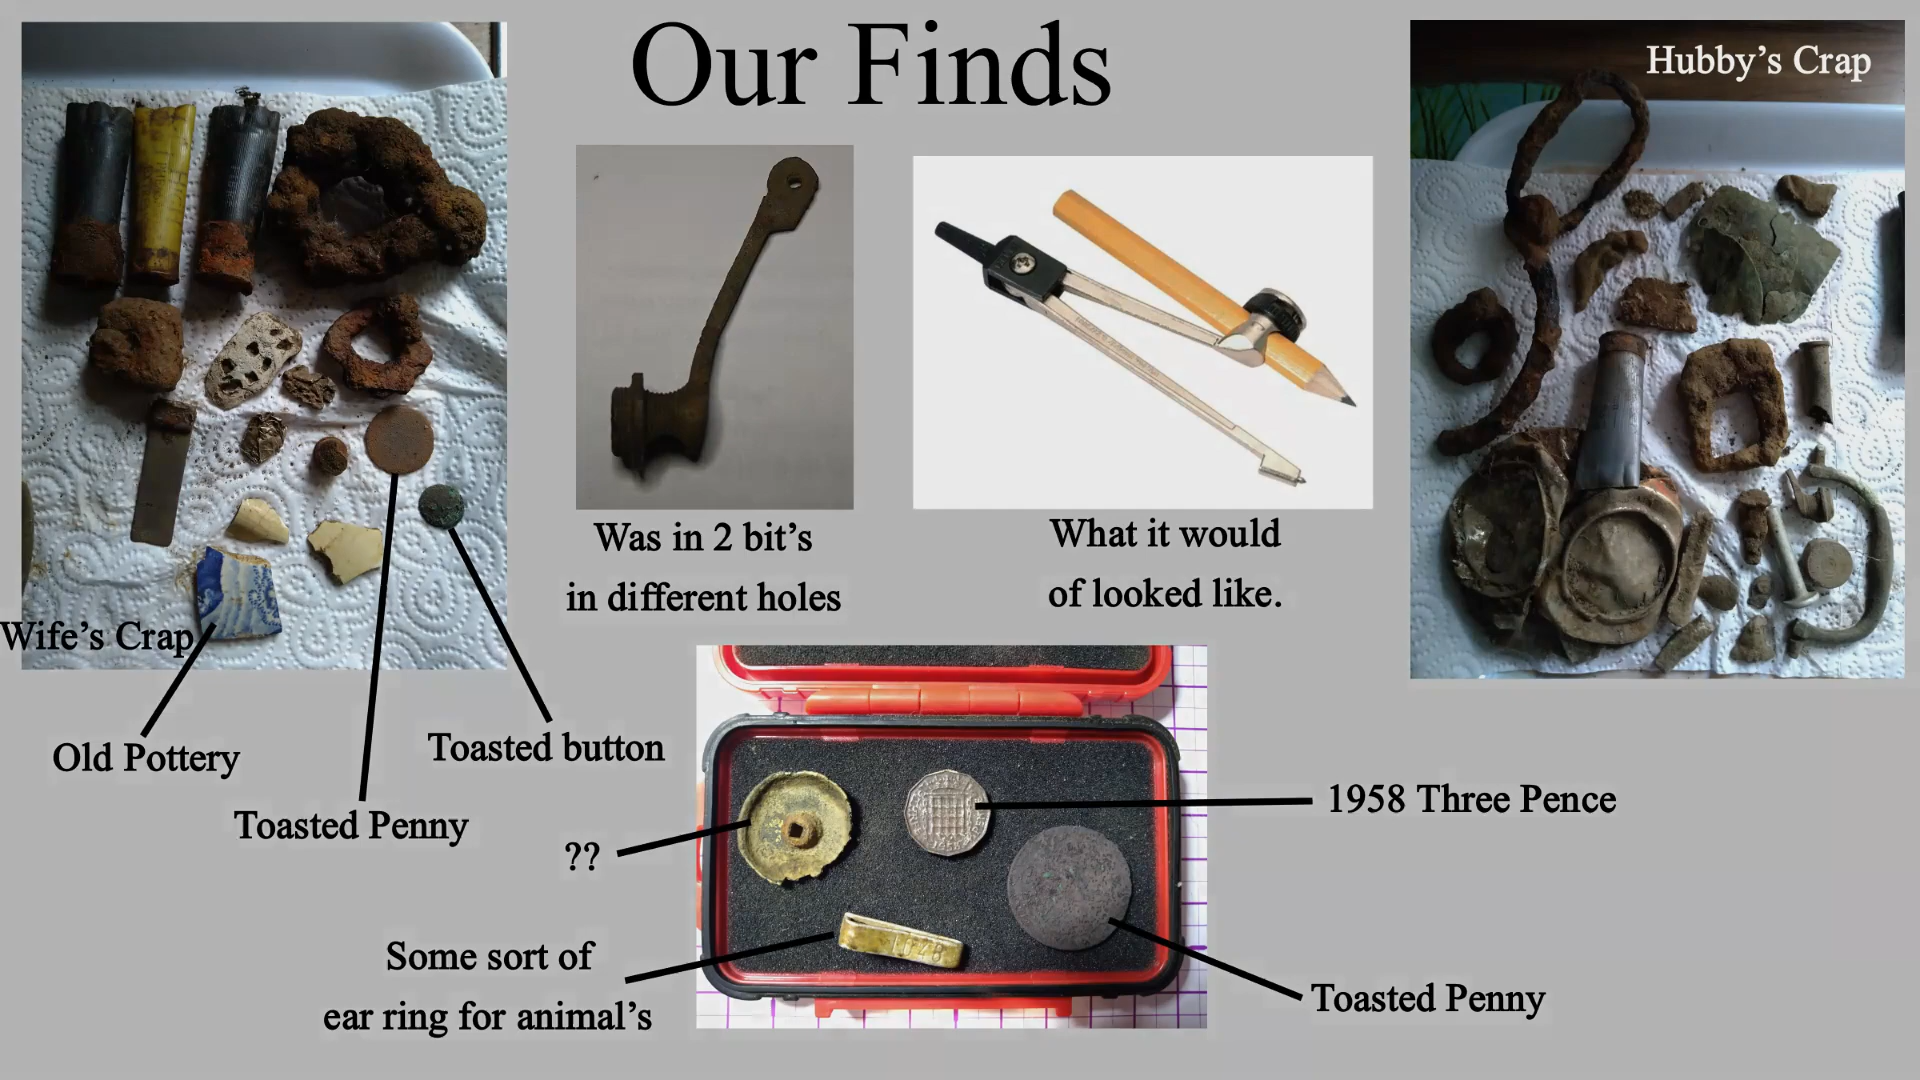 Our Finds
Hubby's Crap
Was in 2 bit's
in different holes
What it would
of looked like.
Wife's Crap
Old Pottery
Toasted Penny
Toasted button
??
1958 Three Pence
Some sort of
ear ring for animal's
Toasted Penny